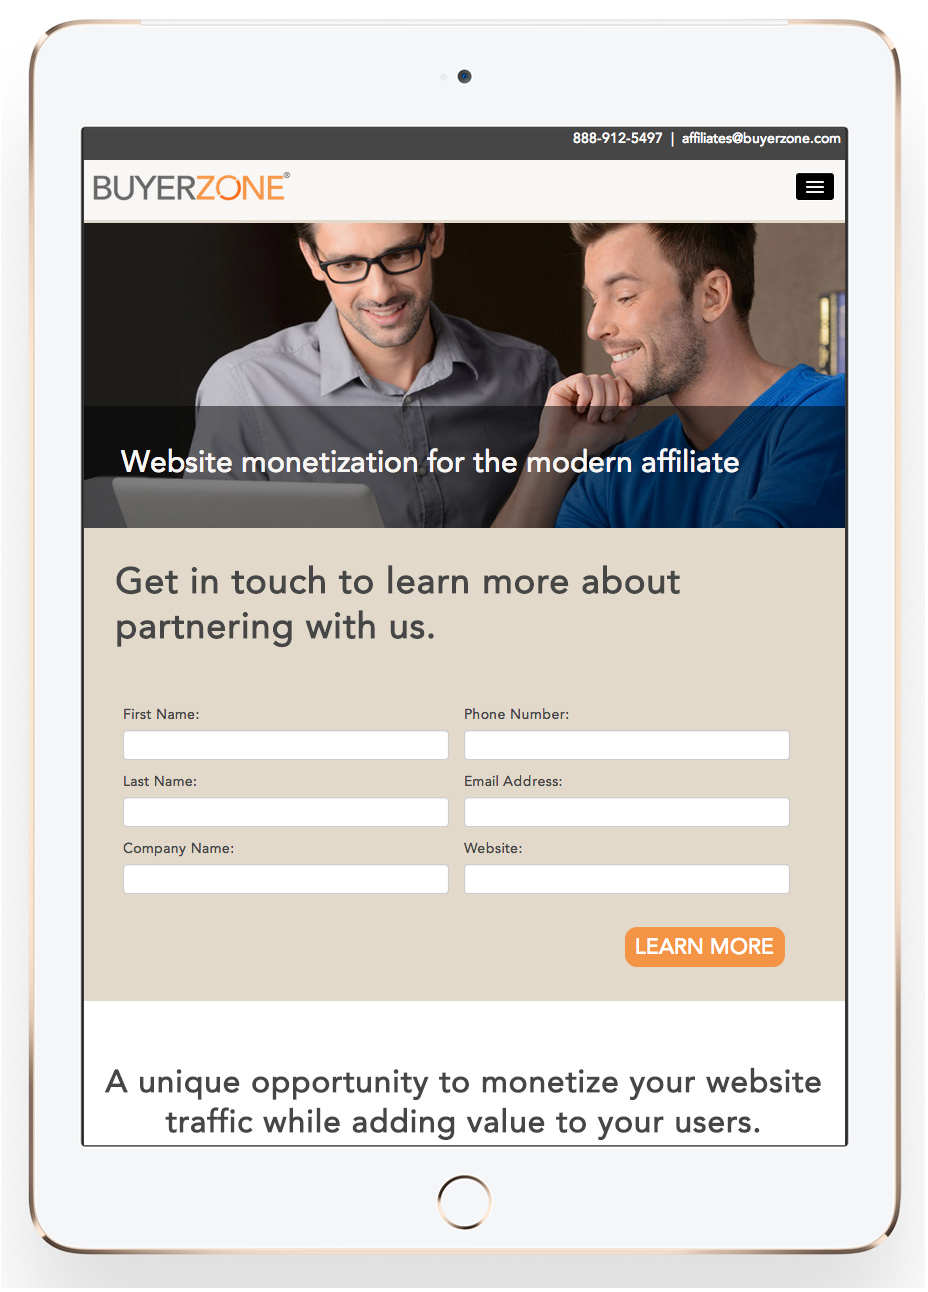 888-912-5497 | affiliates@buyerzone.com
BUYERZONE®
Website monetization for the modern affiliate
Get in touch to learn more about
partnering with us.
First Name:
Phone Number:
Last Name:
Email Address:
Company Name:
Website:
LEARN MORE
A unique opportunity to monetize your website
traffic while adding value to your users.